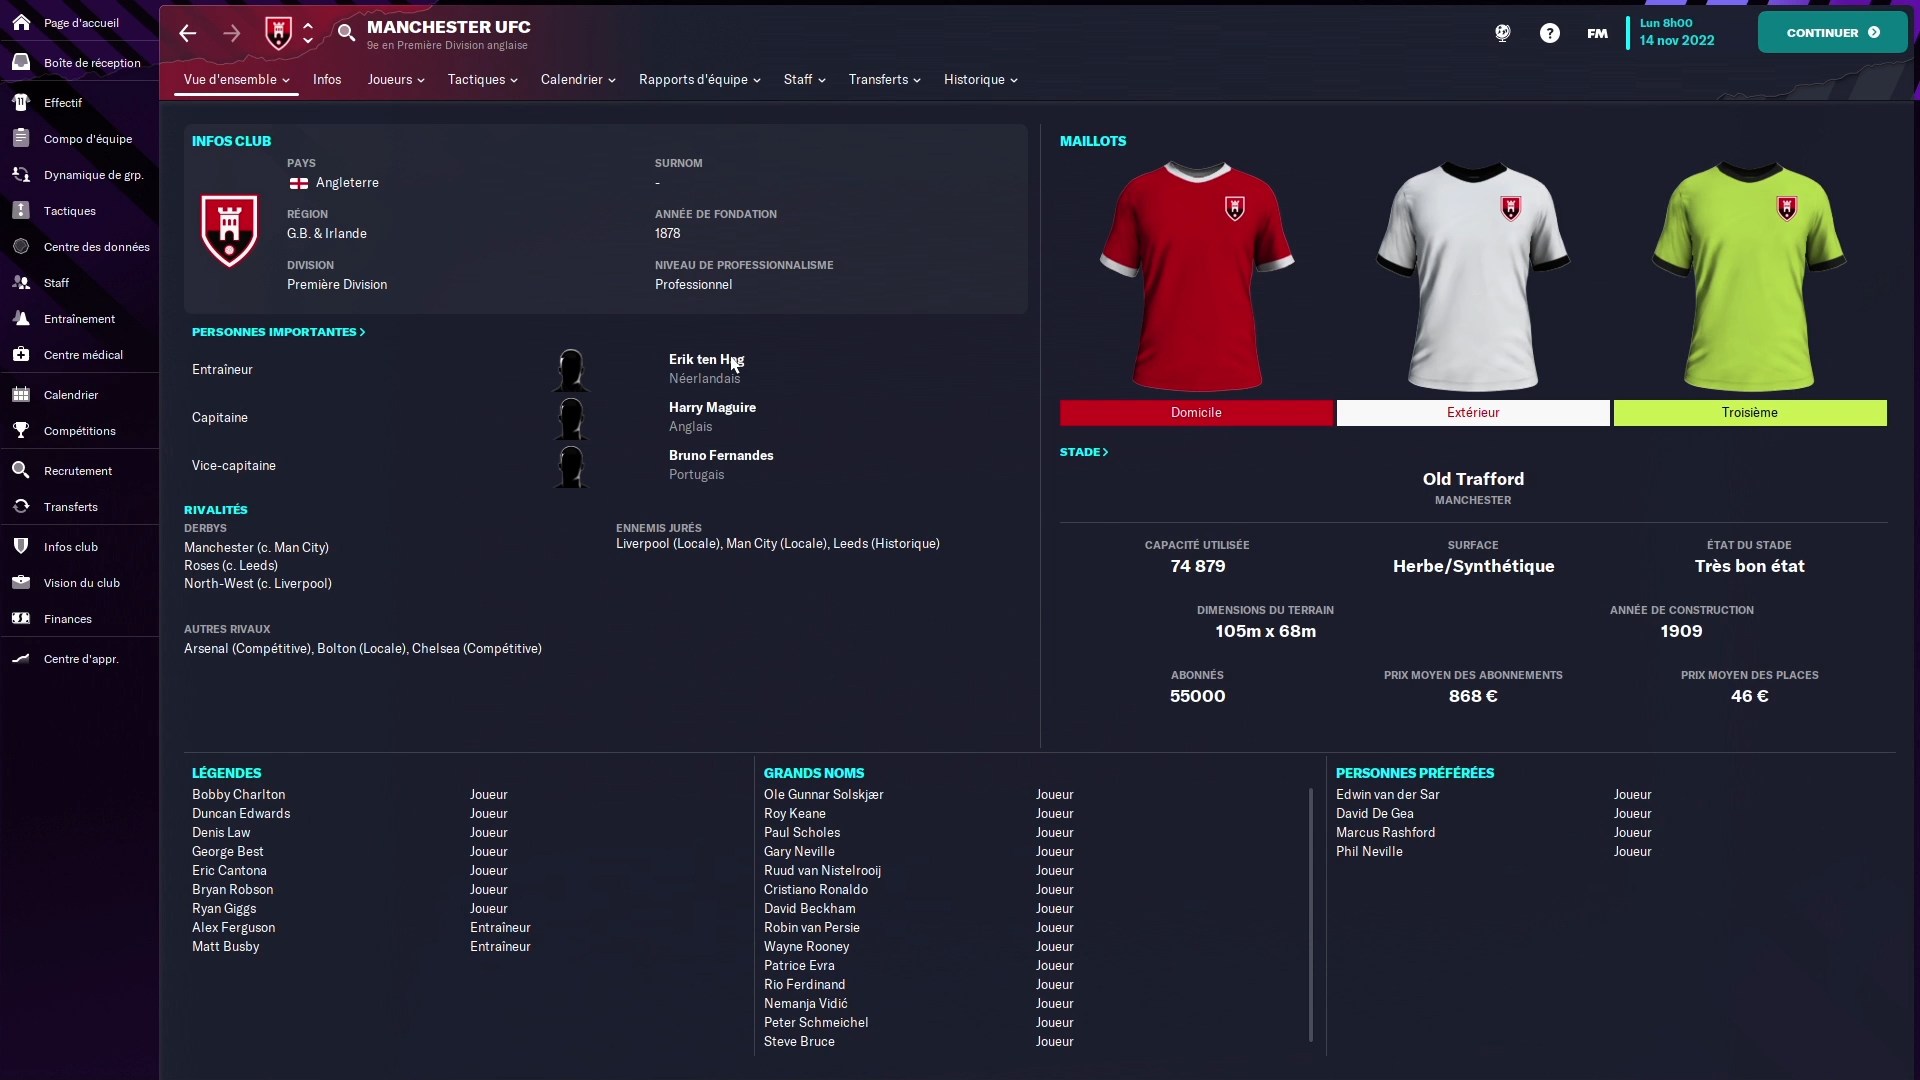 Page d'accueil
Boîte de réception
Effectif
Compo d'équipe
Dynamique de grp.
Tactiques
Centre des données
Staff
Entraînement
Centre médical
Calendrier
Compétitions
Recrutement
Transferts
Infos club
Vision du club
Finances
Centre d'appr.
MANCHESTER UFC
9e en Première Division anglaise
FM
Lun 8h00
14 nov 2022
CONTINUER
Vue d'ensemble Infos Joueurs Tactiques Calendrier Rapports d'équipe Staff Transferts Historique
INFOS CLUB
PAYS
Angleterre
SURNOM
-
RÉGION
G.B. & Irlande
ANNÉE DE FONDATION
1878
DIVISION
Première Division
NIVEAU DE PROFESSIONNALISME
Professionnel
PERSONNES IMPORTANTES >
Entraîneur
Erik ten Hag
Néerlandais
Capitaine
Harry Maguire
Anglais
Vice-capitaine
Bruno Fernandes
Portugais
RIVALITÉS
DERBYS
Manchester (c. Man City)
Roses (c. Leeds)
North-West (c. Liverpool)
ENNEMIS JURÉS
Liverpool (Locale), Man City (Locale), Leeds (Historique)
AUTRES RIVAUX
Arsenal (Compétitive), Bolton (Locale), Chelsea (Compétitive)
MAILLOTS
Domicile
Extérieur
Troisième
STADE >
Old Trafford
MANCHESTER
CAPACITÉ UTILISÉE
74 879
SURFACE
Herbe/Synthétique
ÉTAT DU STADE
Très bon état
DIMENSIONS DU TERRAIN
105m x 68m
ANNÉE DE CONSTRUCTION
1909
ABONNÉS
55000
PRIX MOYEN DES ABONNEMENTS
868 €
PRIX MOYEN DES PLACES
46 €
LÉGENDES
Bobby Charlton Joueur
Duncan Edwards Joueur
Denis Law Joueur
George Best Joueur
Eric Cantona Joueur
Bryan Robson Joueur
Ryan Giggs Joueur
Alex Ferguson Entraîneur
Matt Busby Entraîneur
GRANDS NOMS
Ole Gunnar Solskjær Joueur
Roy Keane Joueur
Paul Scholes Joueur
Gary Neville Joueur
Ruud van Nistelrooij Joueur
Cristiano Ronaldo Joueur
David Beckham Joueur
Robin van Persie Joueur
Wayne Rooney Joueur
Patrice Evra Joueur
Rio Ferdinand Joueur
Nemanja Vidić Joueur
Peter Schmeichel Joueur
Steve Bruce Joueur
PERSONNES PRÉFÉRÉES
Edwin van der Sar Joueur
David De Gea Joueur
Marcus Rashford Joueur
Phil Neville Joueur